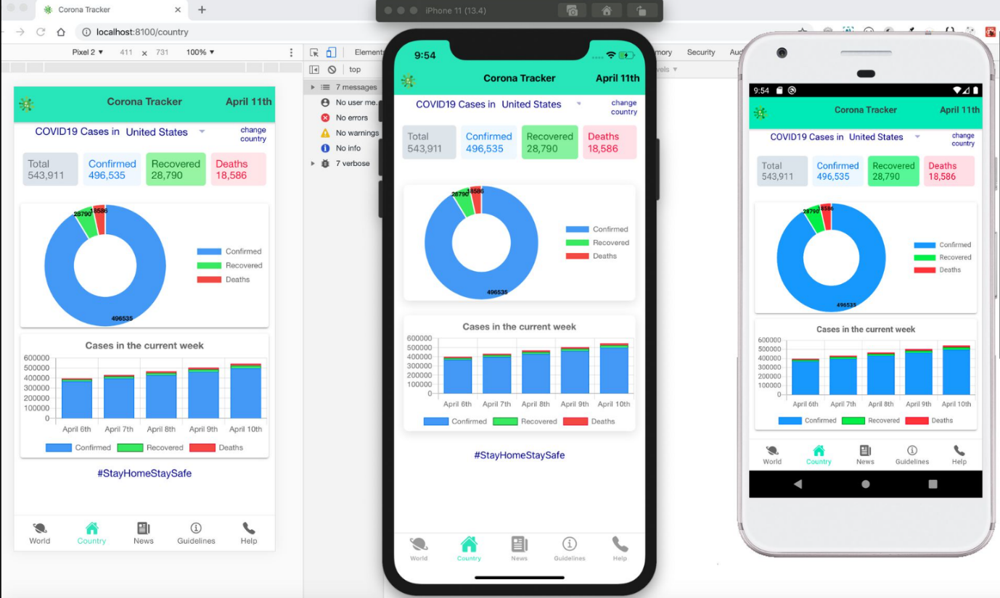 Corona Tracker
localhost:8100/country
Pixel 2 ▼ 411 x 731 100% ▼
Corona Tracker April 11th
COVID19 Cases in United States
change
country
Total Confirmed Recovered Deaths
543,911 496,535 28,790 18,586
28790 18586
Confirmed
Recovered
Deaths
496535
Cases in the current week
600000
500000
400000
300000
200000
100000
0
April 6th April 7th April 8th April 9th April 10th
Confirmed Recovered Deaths
#StayHomeStaySafe
World Country News Guidelines Help
Element
top
7 messages
7 user me..
No errors
No warnings
No info
7 verbose
mory Security Aud
vels ▼
iPhone 11 (13.4)
9:54
Corona Tracker April 11th
COVID19 Cases in United States
change
country
Total Confirmed Recovered Deaths
543,911 496,535 28,790 18,586
28790 18586
Confirmed
Recovered
Deaths
496535
Cases in the current week
600000
500000
400000
300000
200000
100000
0
April 6th April 7th April 8th April 9th April 10th
Confirmed Recovered Deaths
#StayHomeStaySafe
World Country News Guidelines Help
9:54
Corona Tracker April 11th
COVID19 Cases in United States
change
country
Total Confirmed Recovered Deaths
543,911 496,535 28,790 18,586
28790 18586
Confirmed
Recovered
Deaths
496535
Cases in the current week
600000
500000
400000
300000
200000
100000
0
April 6th April 7th April 8th April 9th April 10th
Confirmed Recovered Deaths
World Country News Guidelines Help